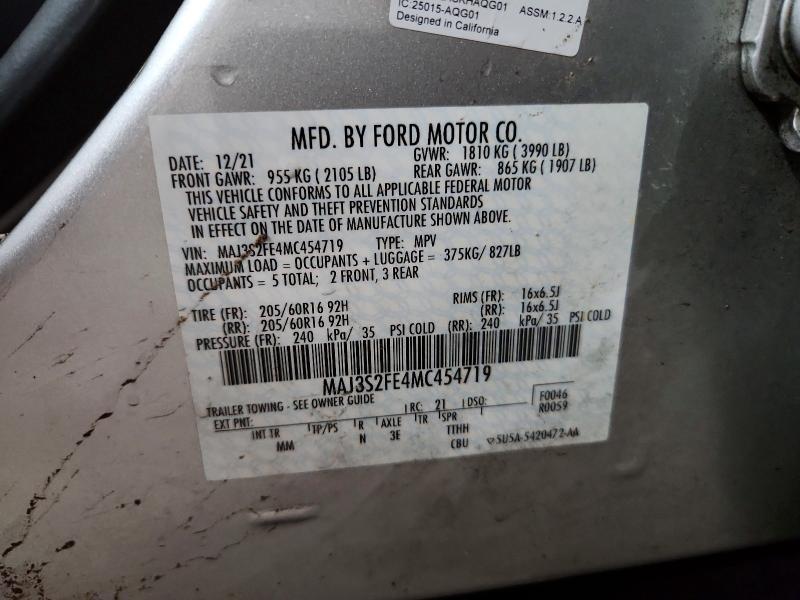 IC:25015-AQG01
ASSM:1.2.2.A
Designed in California
MFD. BY FORD MOTOR CO.
DATE: 12/21 GVWR: 1810 KG ( 3990 LB)
FRONT GAWR: 955 KG ( 2105 LB) REAR GAWR: 865 KG ( 1907 LB)
THIS VEHICLE CONFORMS TO ALL APPLICABLE FEDERAL MOTOR
VEHICLE SAFETY AND THEFT PREVENTION STANDARDS
IN EFFECT ON THE DATE OF MANUFACTURE SHOWN ABOVE.
VIN: MAJ3S2FE4MC454719 TYPE: MPV
MAXIMUM LOAD = OCCUPANTS + LUGGAGE = 375KG/ 827LB
OCCUPANTS = 5 TOTAL; 2 FRONT, 3 REAR
TIRE (FR): 205/60R16 92H RIMS (FR): 16x6.5J
(RR): 205/60R16 92H (RR): 16x6.5J
PRESSURE (FR): 240 kPa/ 35 PSI COLD (RR): 240 kPa/ 35 PSI COLD
MAJ3S2FE4MC454719
TRAILER TOWING - SEE OWNER GUIDE
EXT PNT: RC: 21 DSO: F0046
R0059
INT TR TP/PS R AXLE TR SPR
MM N 3E TTHH
CBU 5U5A-5420472-AA